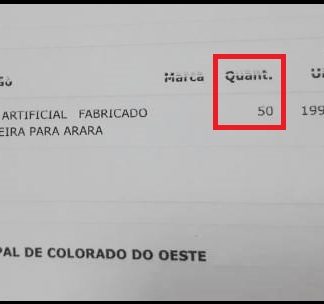 Marca Quant.
ARTIFICIAL FABRICADO 50 199
EIRA PARA ARARA
PAL DE COLORADO DO OESTE